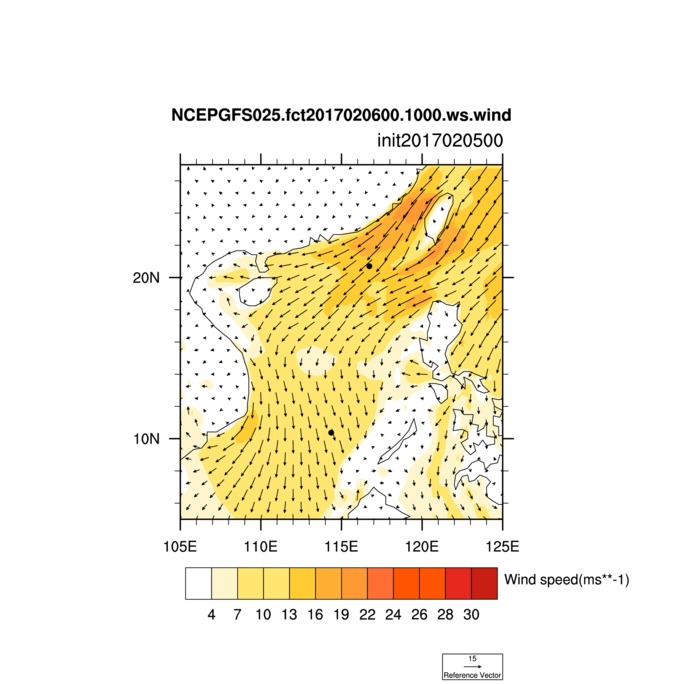 NCEPGFS025.fct2017020600.1000.ws.wind
init2017020500
20N
10N
105E 110E 115E 120E 125E
Wind speed(ms**-1)
4 7 10 13 16 19 22 24 26 28 30
15
Reference Vector